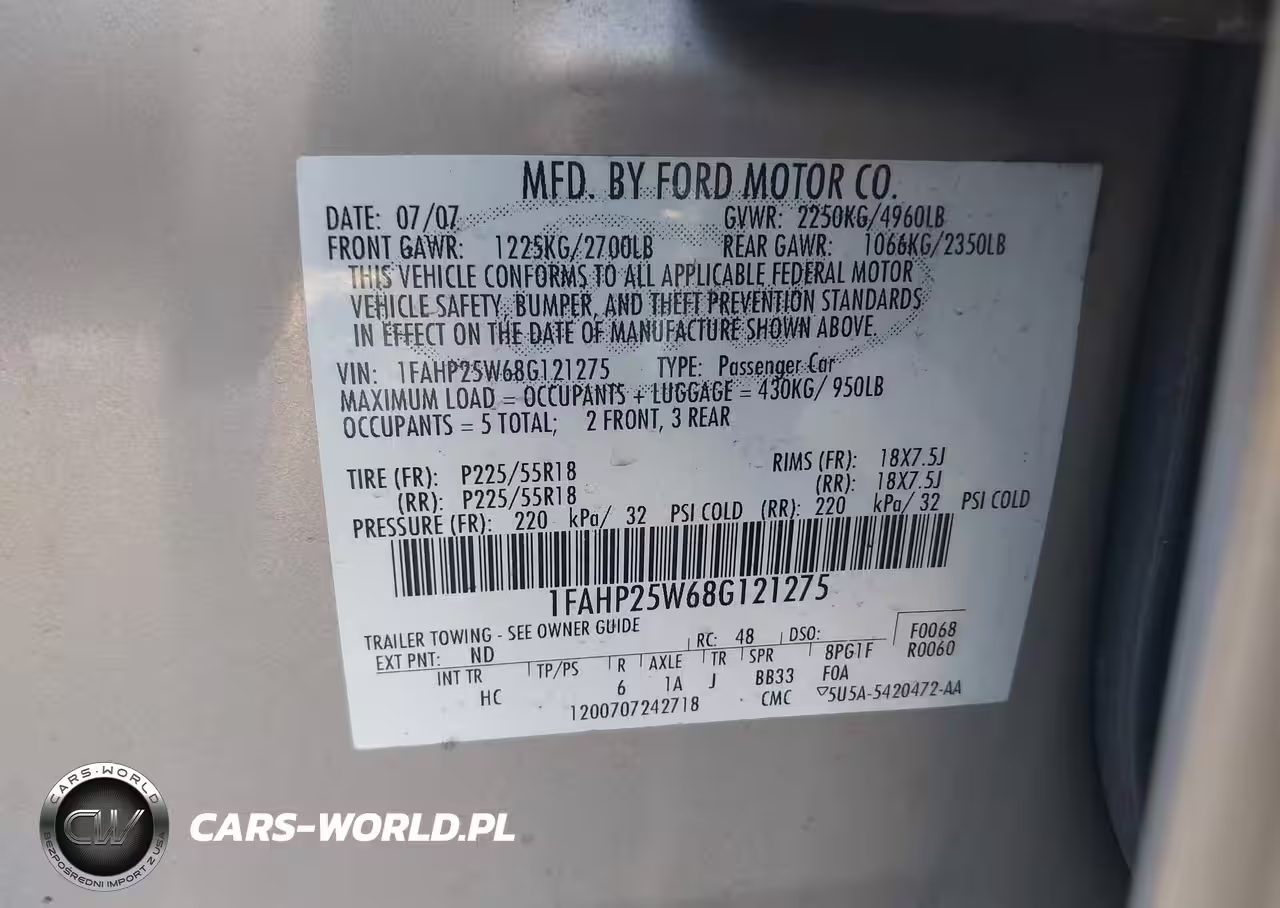 MFD. BY FORD MOTOR CO.
DATE: 07/07 GVWR: 2250KG/4960LB
FRONT GAWR: 1225KG/2700LB REAR GAWR: 1066KG/2350LB
THIS VEHICLE CONFORMS TO ALL APPLICABLE FEDERAL MOTOR
VEHICLE SAFETY, BUMPER, AND THEFT PREVENTION STANDARDS
IN EFFECT ON THE DATE OF MANUFACTURE SHOWN ABOVE.
VIN: 1FAHP25W68G121275 TYPE: Passenger Car
MAXIMUM LOAD = OCCUPANTS + LUGGAGE = 430KG/ 950LB
OCCUPANTS = 5 TOTAL; 2 FRONT, 3 REAR
TIRE (FR): P225/55R18 RIMS (FR): 18X7.5J
(RR): P225/55R18 (RR): 18X7.5J
PRESSURE (FR): 220 kPa/ 32 PSI COLD (RR): 220 kPa/ 32 PSI COLD
1FAHP25W68G121275
TRAILER TOWING - SEE OWNER GUIDE RC: 48 DSO: F0068
EXT PNT: ND 8PG1F R0060
INT TR TP/PS R AXLE TR SPR F0A
HC 6 1A J BB33
1200707242718 CMC 5U5A-5420472-AA
CARS-WORLD
CW
BEZPOŚREDNI IMPORT Z USA
CARS-WORLD.PL